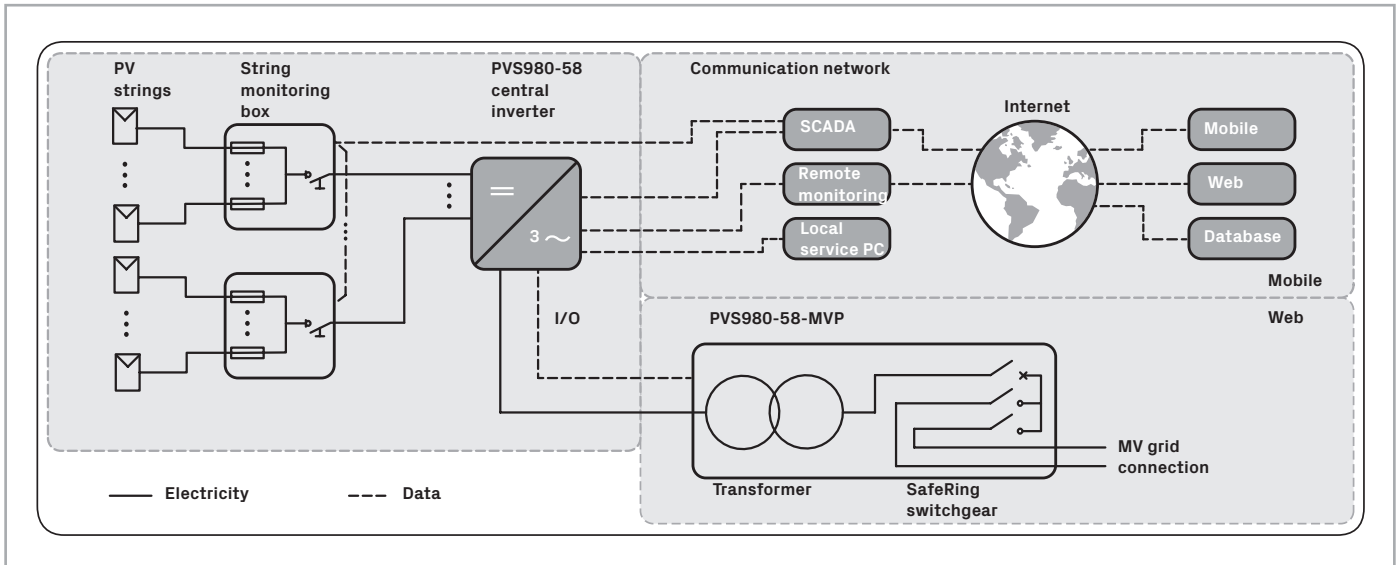 PV
strings
String
monitoring
box
PVS980-58
central
inverter
Communication network
Internet
SCADA
Remote
monitoring
Local
service PC
Mobile
Web
Database
Mobile
Web
3
I/O
PVS980-58-MVP
MV grid
connection
Transformer
SafeRing
switchgear
Electricity
Data